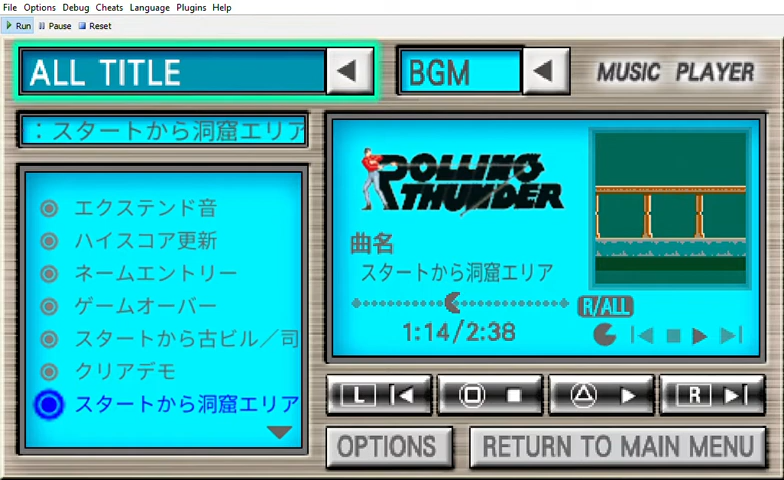 File Options Debug Cheats Language Plugins Help
Run Pause Reset
ALL TITLE
BGM
MUSIC PLAYER
：スタートから洞窟エリア
エクステンド音
ハイスコア更新
ネームエントリー
ゲームオーバー
スタートから古ビル／司
クリアデモ
スタートから洞窟エリア
ROLLING
THUNDER
曲名
スタートから洞窟エリア
R/ALL
1:14/2:38
L
R
OPTIONS
RETURN TO MAIN MENU